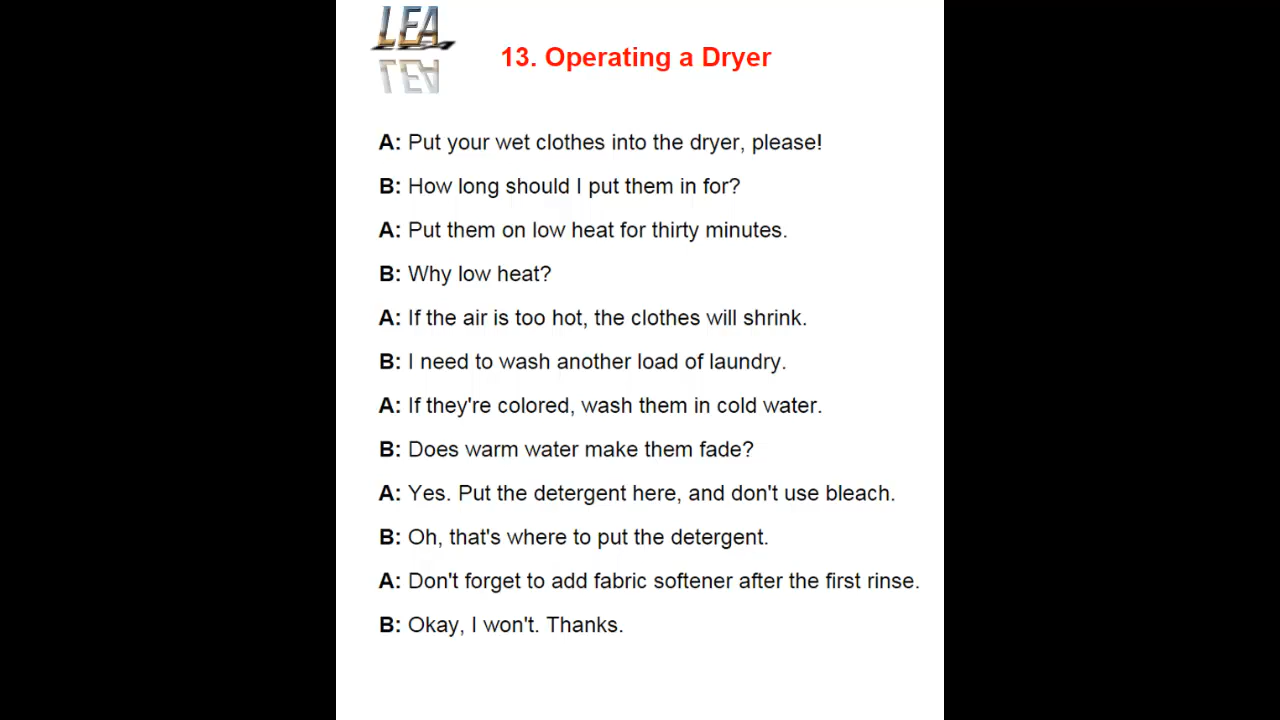 LEA
13. Operating a Dryer
A: Put your wet clothes into the dryer, please!
B: How long should I put them in for?
A: Put them on low heat for thirty minutes.
B: Why low heat?
A: If the air is too hot, the clothes will shrink.
B: I need to wash another load of laundry.
A: If they're colored, wash them in cold water.
B: Does warm water make them fade?
A: Yes. Put the detergent here, and don't use bleach.
B: Oh, that's where to put the detergent.
A: Don't forget to add fabric softener after the first rinse.
B: Okay, I won't. Thanks.